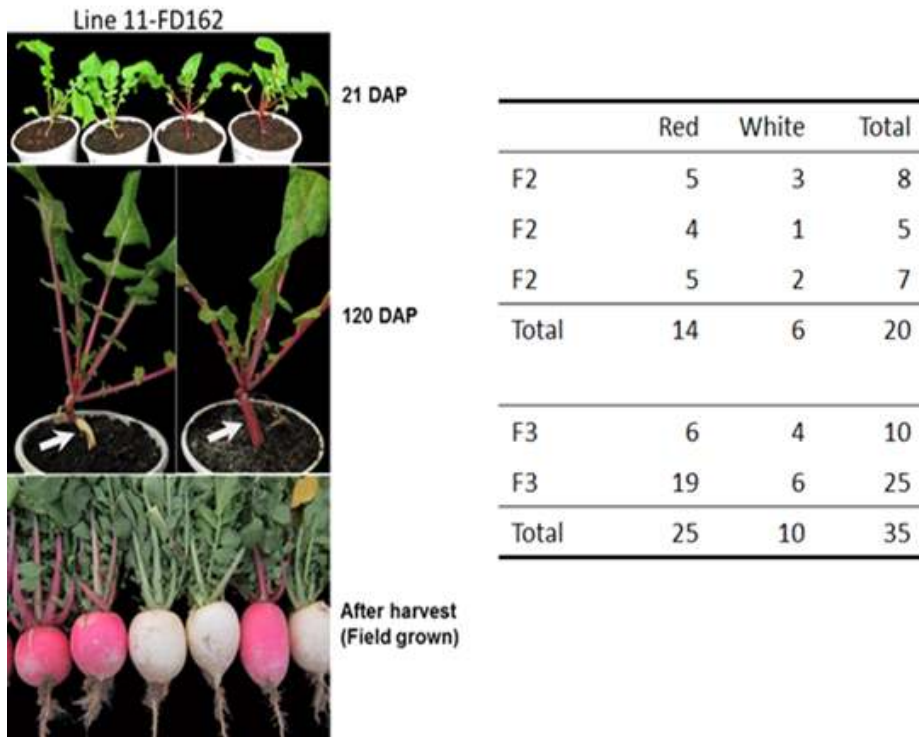 Line 11-FD162
21 DAP
120 DAP
After harvest
(Field grown)
Red White Total
F2 5 3 8
F2 4 1 5
F2 5 2 7
Total 14 6 20
F3 6 4 10
F3 19 6 25
Total 25 10 35